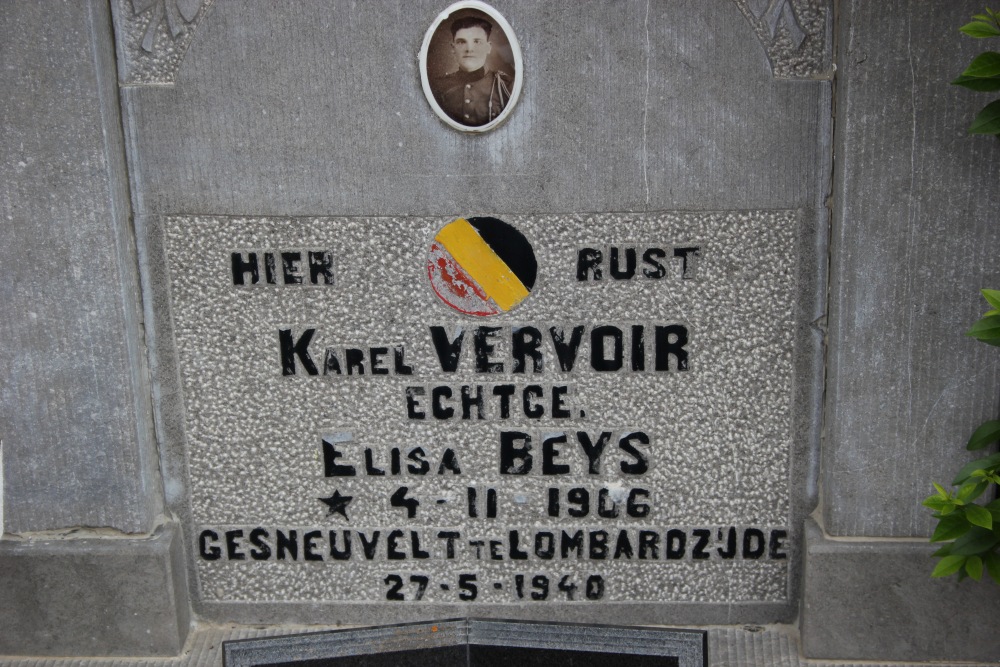 HIER RUST
KAREL VERVOIR
ECHTGE.
ELISA BEYS
★ 4 - 11 - 1906
GESNEUVELT TE LOMBARDZIJDE
27 - 5 - 1940